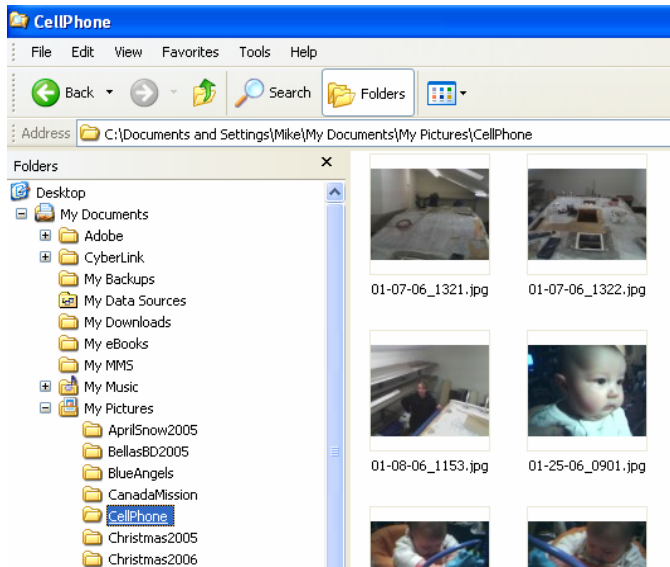 CellPhone
File Edit View Favorites Tools Help
Back Search Folders
Address C:\Documents and Settings\Mike\My Documents\My Pictures\CellPhone
Folders
Desktop
My Documents
Adobe
CyberLink
My Backups
My Data Sources
My Downloads
My eBooks
My MMS
My Music
My Pictures
AprilSnow2005
BellasBD2005
BlueAngels
CanadaMission
CellPhone
Christmas2005
Christmas2006
01-07-06_1321.jpg 01-07-06_1322.jpg
01-08-06_1153.jpg 01-25-06_0901.jpg